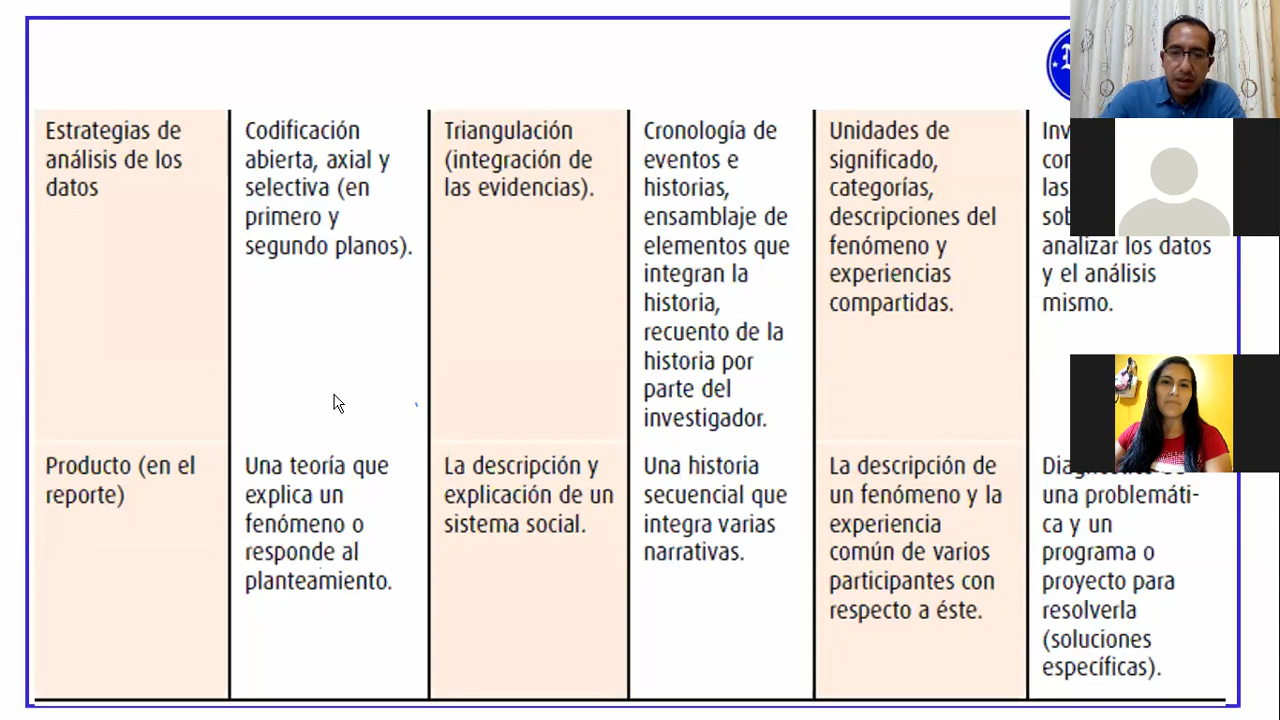 Estrategias de
análisis de los
datos
Codificación
abierta, axial y
selectiva (en
primero y
segundo planos).
Triangulación
(integración de
las evidencias).
Cronología de
eventos e
historias,
ensamblaje de
elementos que
integran la
historia,
recuento de la
historia por
parte del
investigador.
Unidades de
significado,
categorías,
descripciones del
fenómeno y
experiencias
compartidas.
analizar los datos
y el análisis
mismo.
Producto (en el
reporte)
Una teoría que
explica un
fenómeno o
responde al
planteamiento.
La descripción y
explicación de un
sistema social.
Una historia
secuencial que
integra varias
narrativas.
La descripción de
un fenómeno y la
experiencia
común de varios
participantes con
respecto a éste.
una problemáti-
ca y un
programa o
proyecto para
resolverla
(soluciones
específicas).